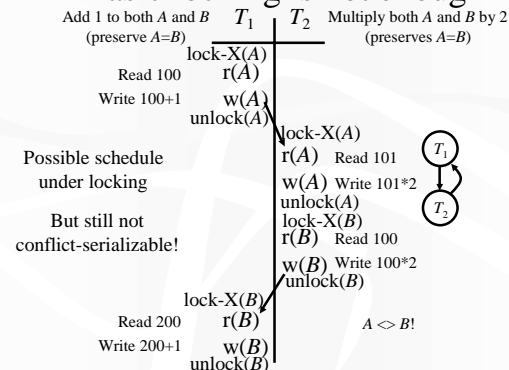 Add 1 to both A and B
(preserve A=B)
T1
T2
Multiply both A and B by 2
(preserves A=B)
lock-X(A)
Read 100
r(A)
Write 100+1
w(A)
unlock(A)
lock-X(A)
r(A)
Read 101
w(A)
Write 101*2
unlock(A)
lock-X(B)
r(B)
Read 100
w(B)
Write 100*2
unlock(B)
Possible schedule
under locking
But still not
conflict-serializable!
T1
T2
lock-X(B)
Read 200
r(B)
Write 200+1
w(B)
unlock(B)
A <> B!